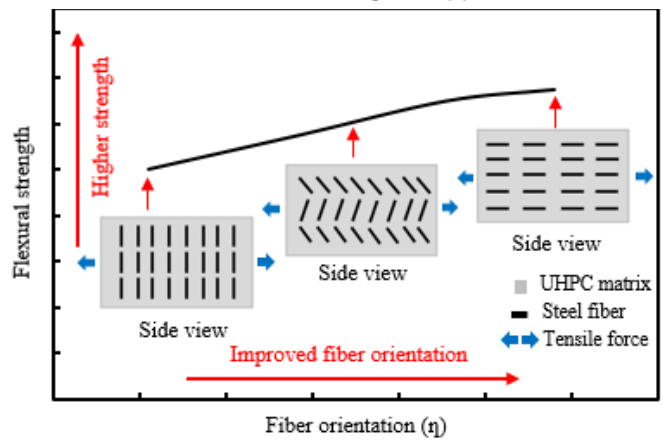 Flexural strength
Higher strength
Side view
Side view
Side view
UHPC matrix
Steel fiber
Tensile force
Improved fiber orientation
Fiber orientation (η)